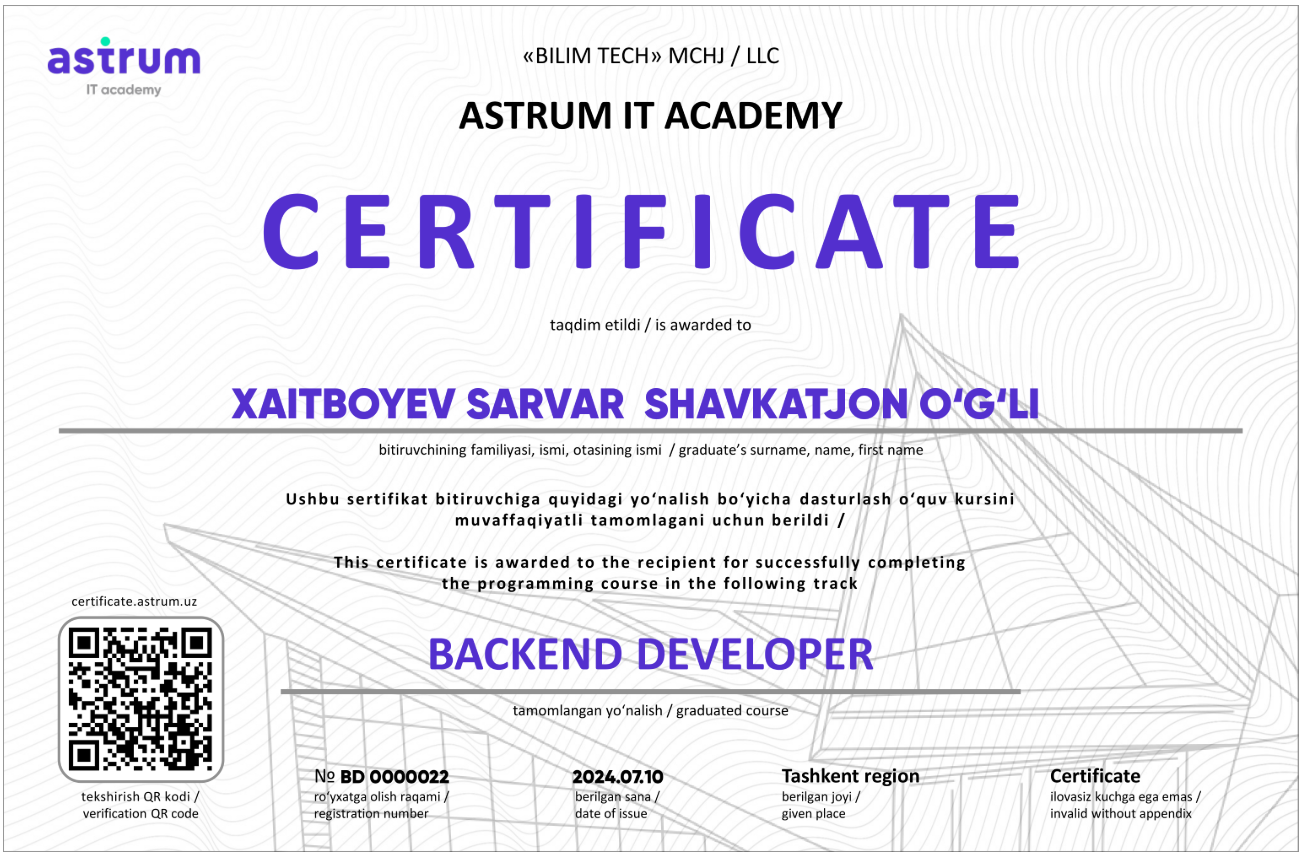 astrum
IT academy
«BILIM TECH» MCHJ / LLC
ASTRUM IT ACADEMY
CERTIFICATE
taqdim etildi / is awarded to
XAITBOYEV SARVAR  SHAVKATJON O‘G‘LI
bitiruvchining familiyasi, ismi, otasining ismi  / graduate’s surname, name, first name
Ushbu sertifikat bitiruvchiga quyidagi yo‘nalish bo‘yicha dasturlash o‘quv kursini
muvaffaqiyatli tamomlagani uchun berildi /
This certificate is awarded to the recipient for successfully completing
the programming course in the following track
certificate.astrum.uz
BACKEND DEVELOPER
tamomlangan yo‘nalish / graduated course
tekshirish QR kodi /
verification QR code
№ BD 0000022
ro‘yxatga olish raqami /
registration number
2024.07.10
berilgan sana /
date of issue
Tashkent region
berilgan joyi /
given place
Certificate
ilovasiz kuchga ega emas /
invalid without appendix